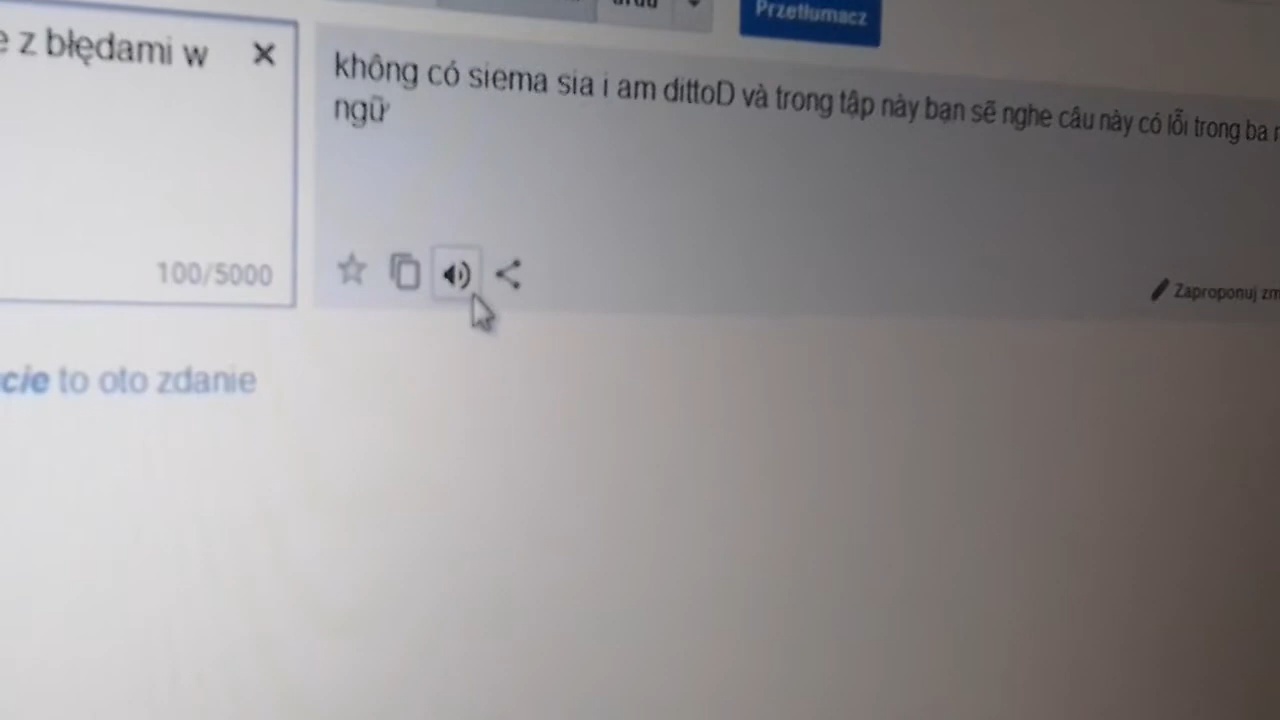 Przetłumacz
z błędami w
không có siema sia i am dittoD và trong tập này bạn sẽ nghe câu này có lỗi trong ba
ngữ
100/5000
Zaproponuj
cie to oto zdanie